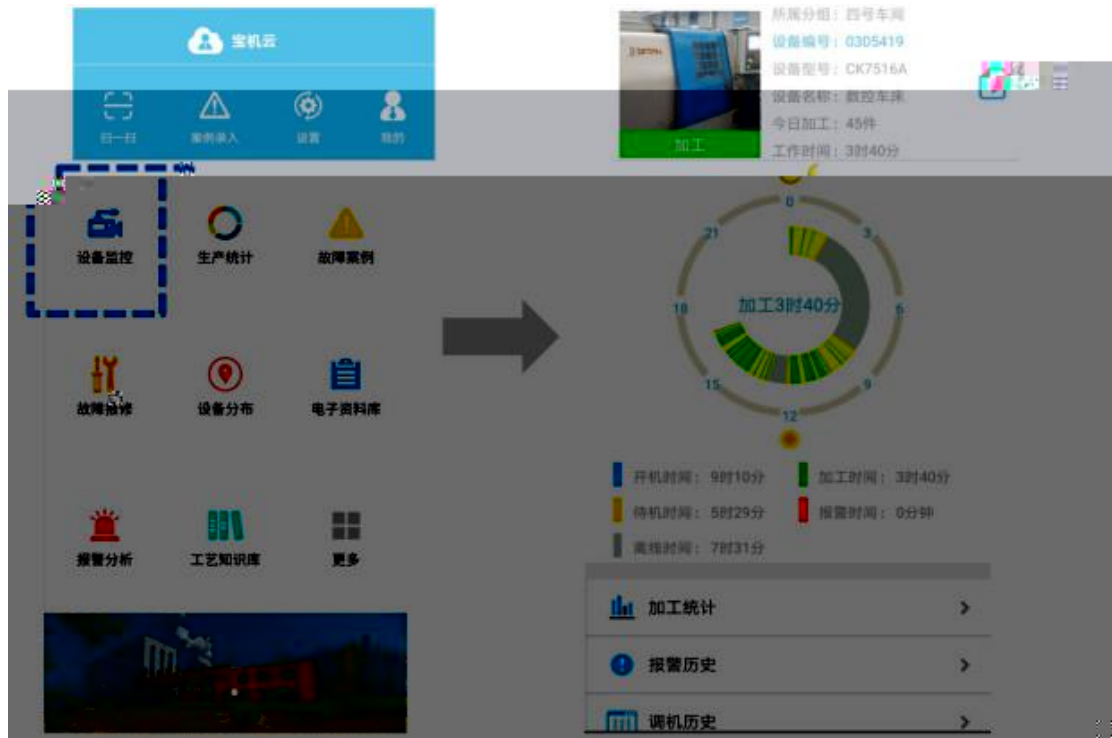 宝机云
扫一扫 案例录入 设置 我的
设备监控 生产统计 故障案例
故障报修 设备分布 电子资料库
报警分析 工艺知识库 更多
所属分组：四号车间
设备编号：0305419
设备型号：CK7516A
设备名称：数控车床
今日加工：45件
工作时间：3时40分
加工
0
21 3
加工3时40分
18 6
15 9
12
开机时间：9时10分 加工时间：3时40分
待机时间：5时29分 报警时间：0分钟
离线时间：7时31分
加工统计
报警历史
调机历史